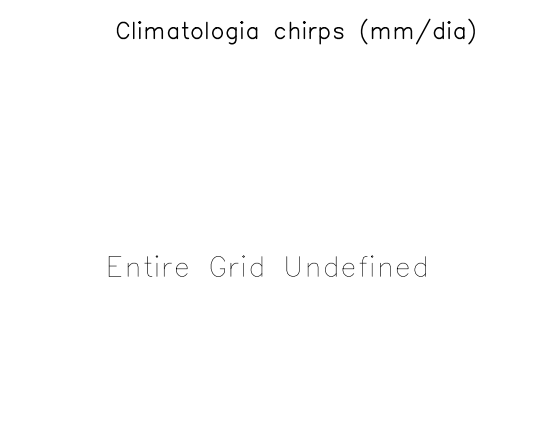 Climatologia chirps (mm/dia)
Entire Grid Undefined